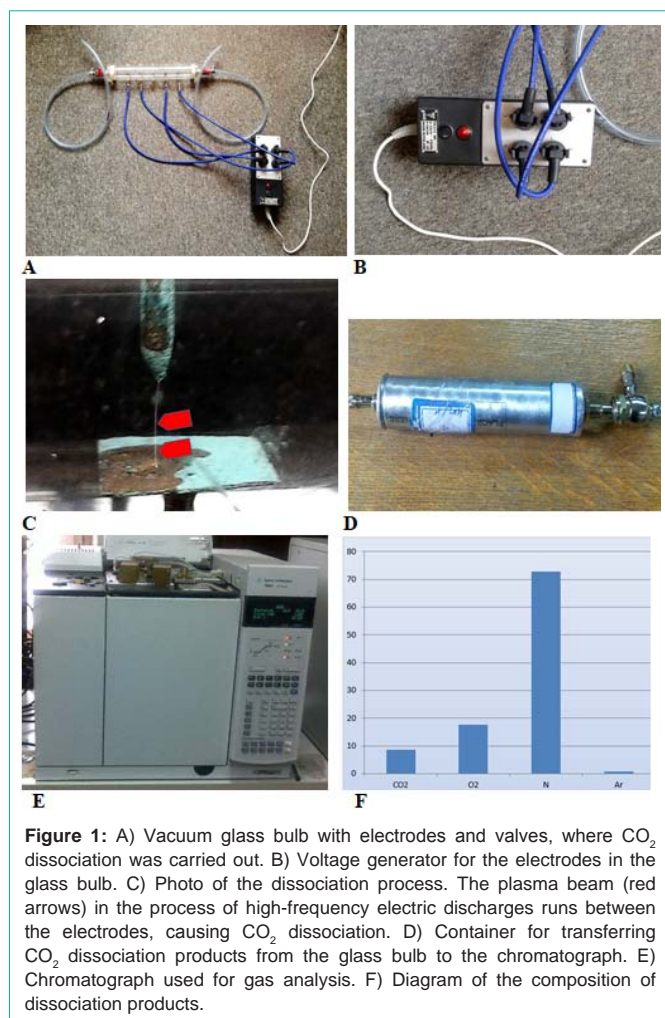 A
B
C
D
80
70
60
50
40
30
20
10
0
CO2
O2
N
Ar
E
F
Figure 1: A) Vacuum glass bulb with electrodes and valves, where CO₂
dissociation was carried out. B) Voltage generator for the electrodes in the
glass bulb. C) Photo of the dissociation process. The plasma beam (red
arrows) in the process of high-frequency electric discharges runs between
the electrodes, causing CO₂ dissociation. D) Container for transferring
CO₂ dissociation products from the glass bulb to the chromatograph. E)
Chromatograph used for gas analysis. F) Diagram of the composition of
dissociation products.